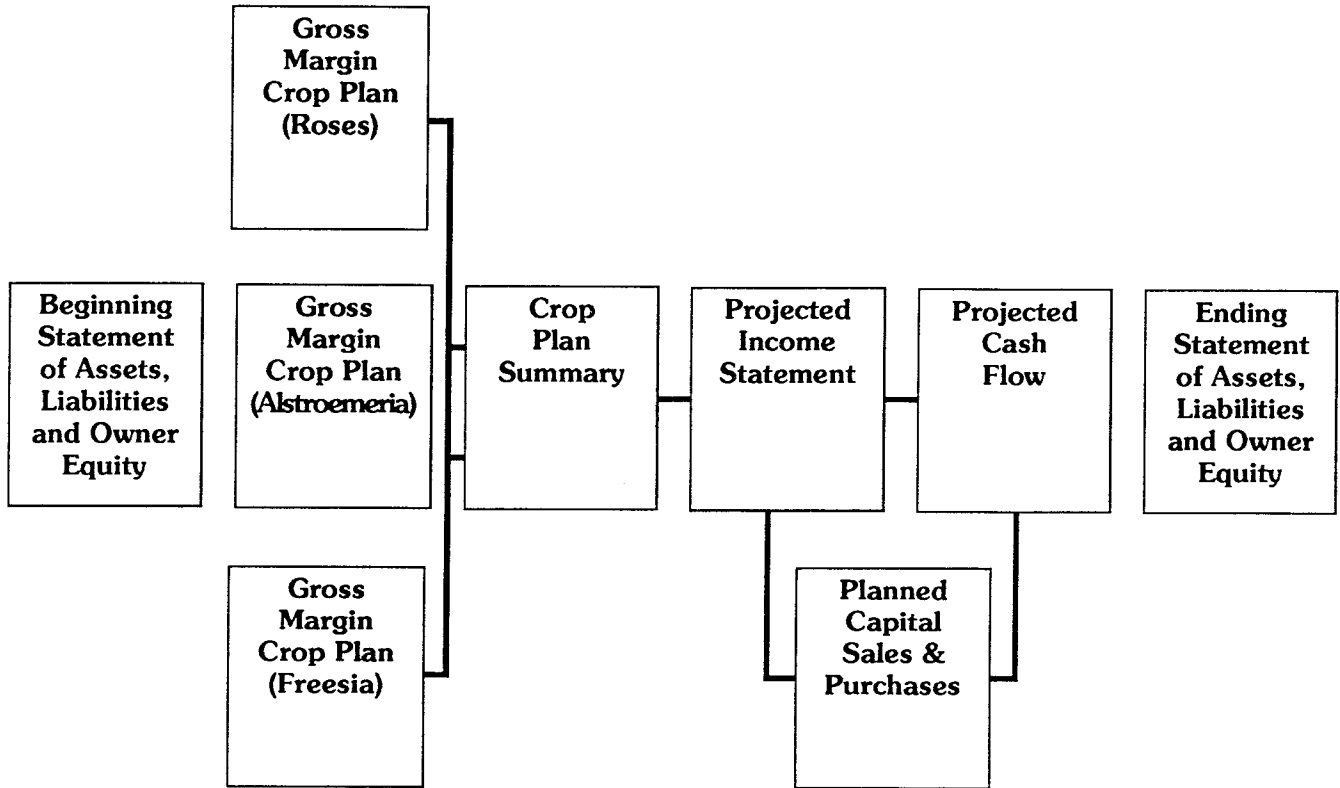 Gross
Margin
Crop Plan
(Roses)
Beginning
Statement
of Assets,
Liabilities
and Owner
Equity
Gross
Margin
Crop Plan
(Alstroemeria)
Crop
Plan
Summary
Projected
Income
Statement
Projected
Cash
Flow
Ending
Statement
of Assets,
Liabilities
and Owner
Equity
Gross
Margin
Crop Plan
(Freesia)
Planned
Capital
Sales &
Purchases